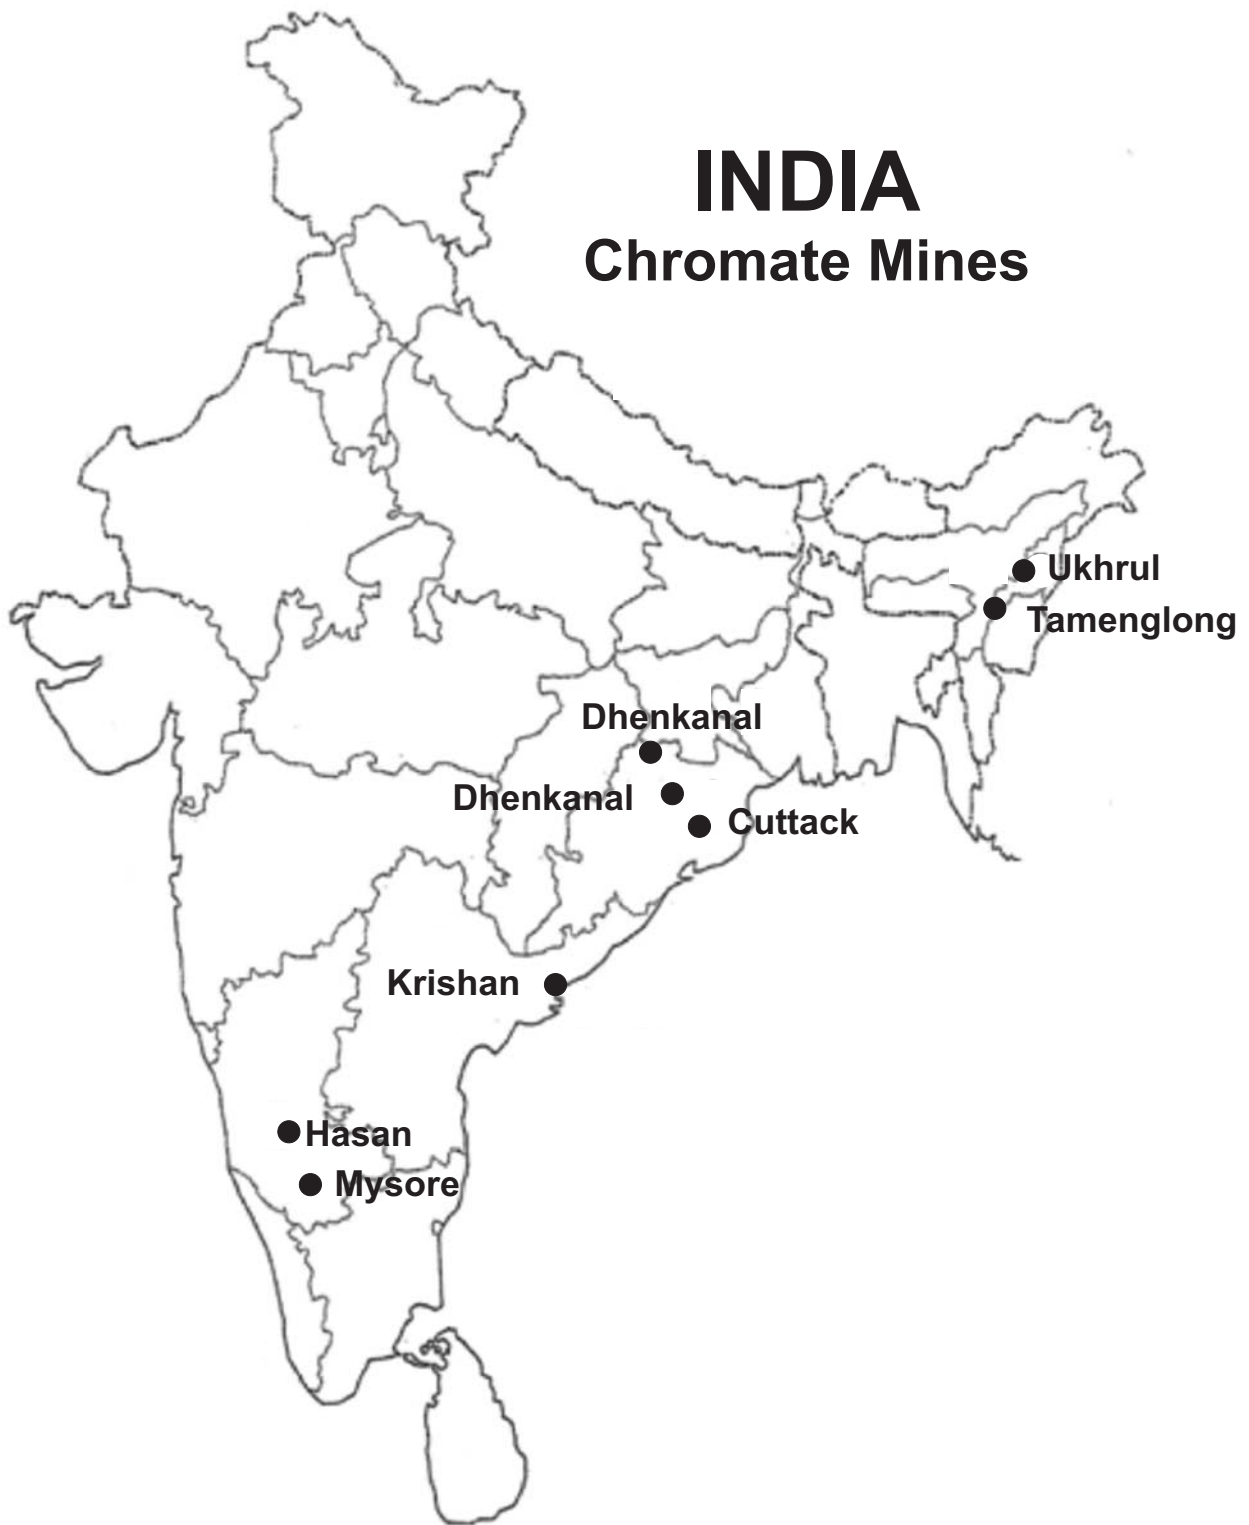 INDIA
Chromate Mines
Ukhrul
Tamenglong
Dhenkanal
Dhenkanal
Cuttack
Krishan
Hasan
Mysore